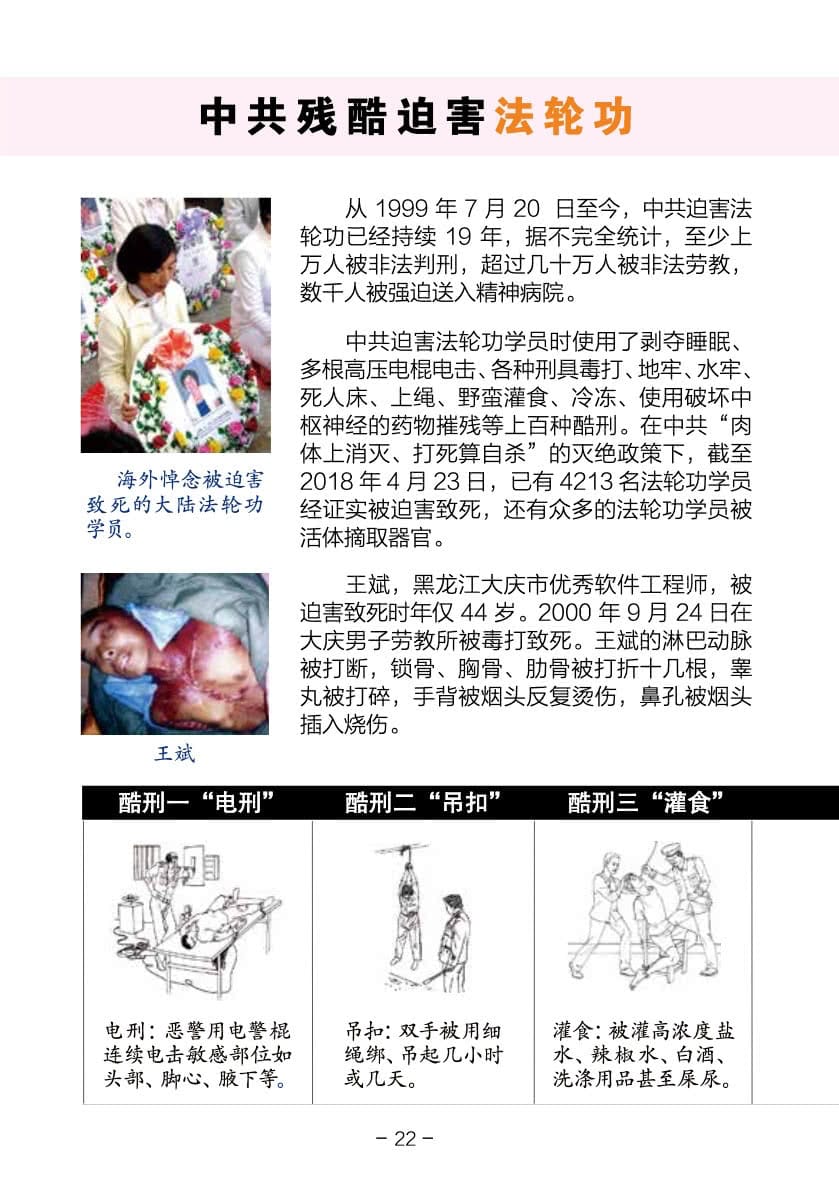 中共残酷迫害法轮功
从 1999 年 7 月 20 日至今，中共迫害法
轮功已经持续 19 年，据不完全统计，至少上
万人被非法判刑，超过几十万人被非法劳教，
数千人被强迫送入精神病院。
中共迫害法轮功学员时使用了剥夺睡眠、
多根高压电棍电击、各种刑具毒打、地牢、水牢、
死人床、上绳、野蛮灌食、冷冻、使用破坏中
枢神经的药物摧残等上百种酷刑。在中共“肉
体上消灭、打死算自杀”的灭绝政策下，截至
2018 年 4 月 23 日，已有 4213 名法轮功学员
经证实被迫害致死，还有众多的法轮功学员被
活体摘取器官。
海外悼念被迫害
致死的大陆法轮功
学员。
王斌，黑龙江大庆市优秀软件工程师，被
迫害致死时年仅 44 岁。2000 年 9 月 24 日在
大庆男子劳教所被毒打致死。王斌的淋巴动脉
被打断，锁骨、胸骨、肋骨被打折十几根，睾
丸被打碎，手背被烟头反复烫伤，鼻孔被烟头
插入烧伤。
王斌
酷刑一“电刑”
酷刑二“吊扣”
酷刑三“灌食”
电刑：恶警用电警棍
连续电击敏感部位如
头部、脚心、腋下等。
吊扣：双手被用细
绳绑、吊起几小时
或几天。
灌食：被灌高浓度盐
水、辣椒水、白酒、
洗涤用品甚至屎尿。
- 22 -